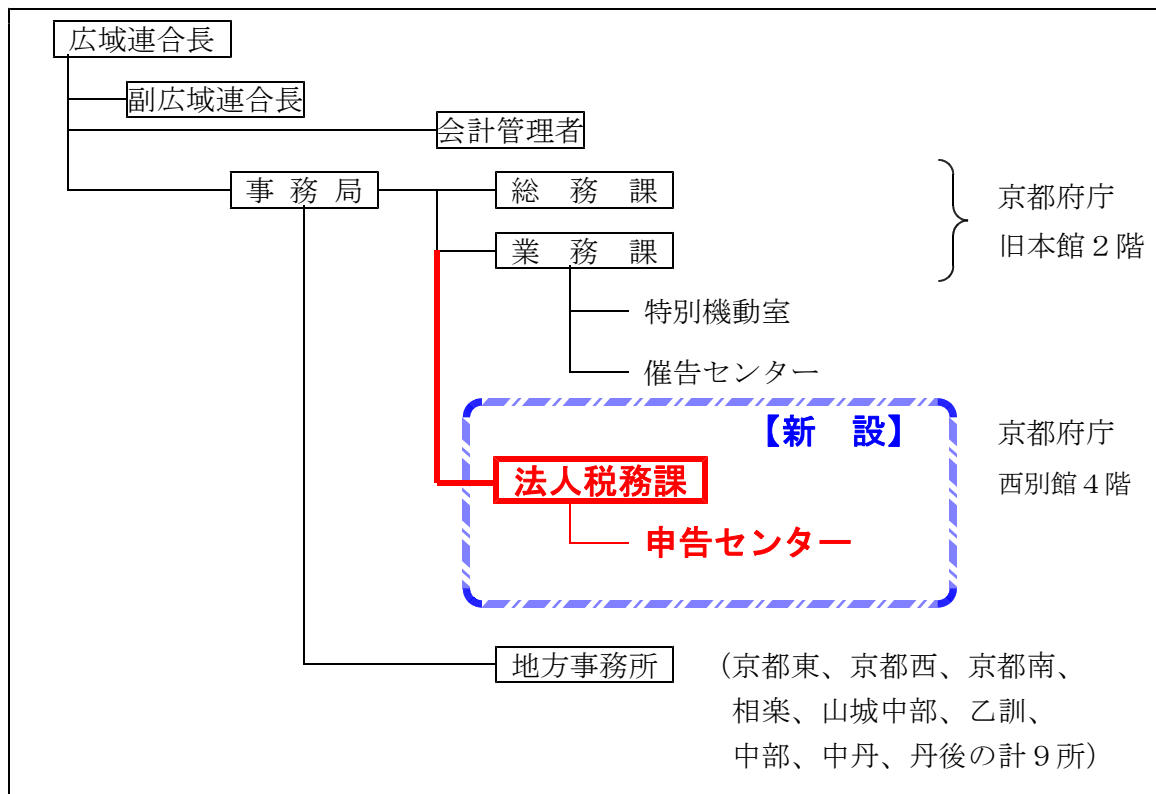 広域連合長
副広域連合長
会計管理者
事務局
総務課
業務課
京都府庁
旧本館２階
特別機動室
催告センター
【新　設】
法人税務課
申告センター
京都府庁
西別館４階
地方事務所
（京都東、京都西、京都南、
相楽、山城中部、乙訓、
中部、中丹、丹後の計９所）